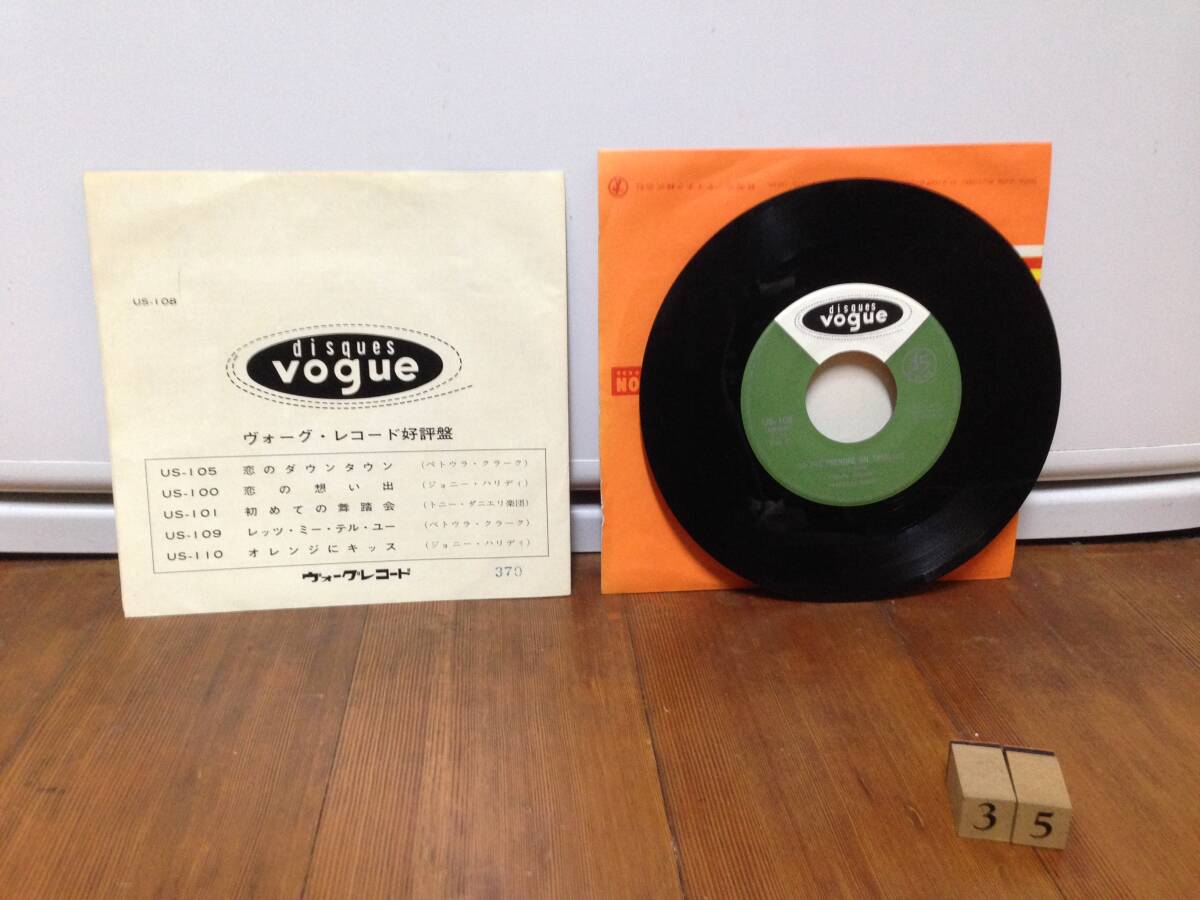 US-108
disques
vogue
ヴォーグ・レコード好評盤
US-105 恋のダウンタウン (ペトウラ・クラーク)
US-100 恋の想い出 (ジョニー・ハリディ)
US-101 初めての舞踏会 (トニー・ダニエリ楽団)
US-109 レッツ・ミー・テル・ユー (ペトウラ・クラーク)
US-110 オレンジにキッス (ジョニー・ハリディ)
ヴォーグ・レコード 370
disques
vogue
45
US-108
NO
3 5